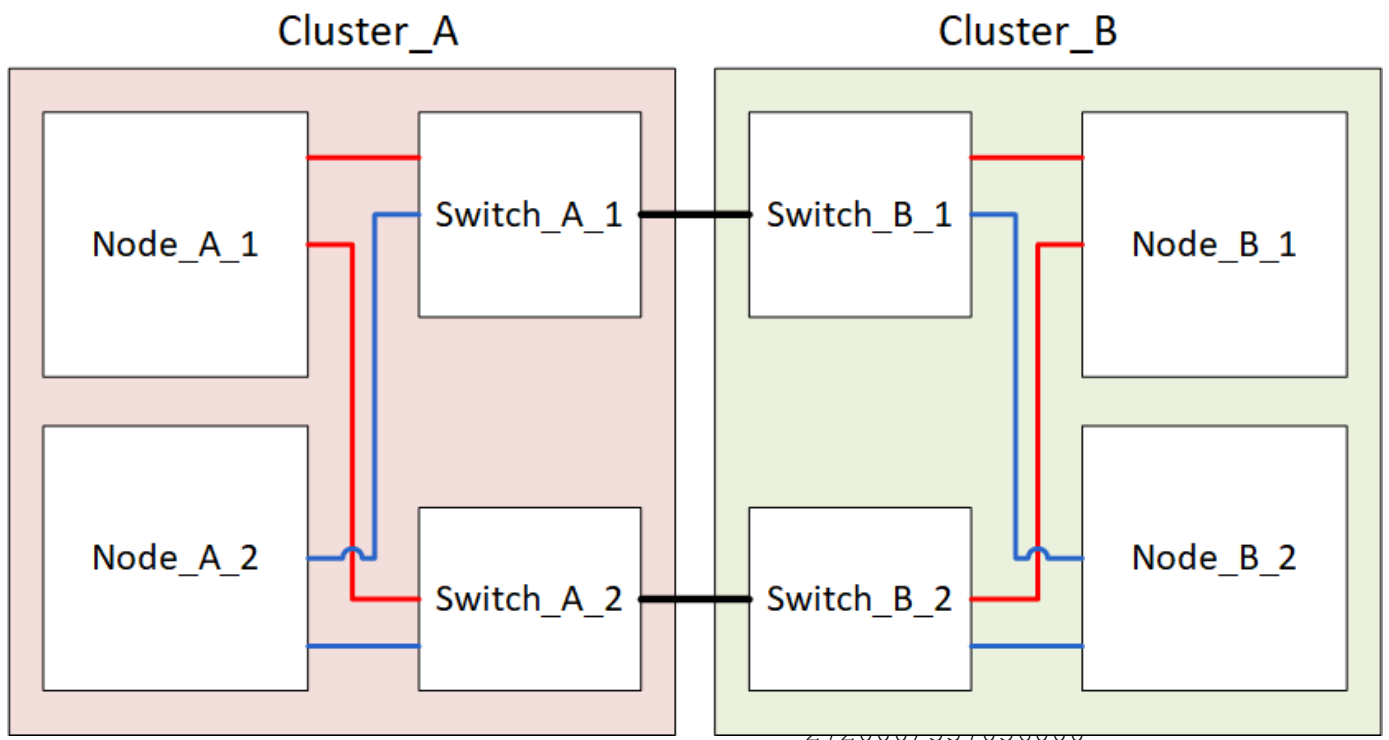 Cluster_A
Cluster_B
Node_A_1
Switch_A_1
Switch_B_1
Node_B_1
Node_A_2
Switch_A_2
Switch_B_2
Node_B_2